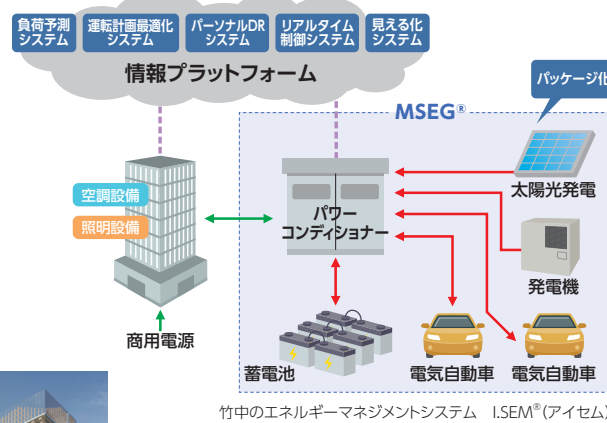 負荷予測
システム
運転計画最適化
システム
パーソナルDR
システム
リアルタイム
制御システム
見える化
システム
情報プラットフォーム
パッケージ化
MSEG®
空調設備
照明設備
パワー
コンディショナー
太陽光発電
発電機
商用電源
蓄電池
電気自動車
電気自動車
竹中のエネルギーマネジメントシステム I.SEM®(アイセム)